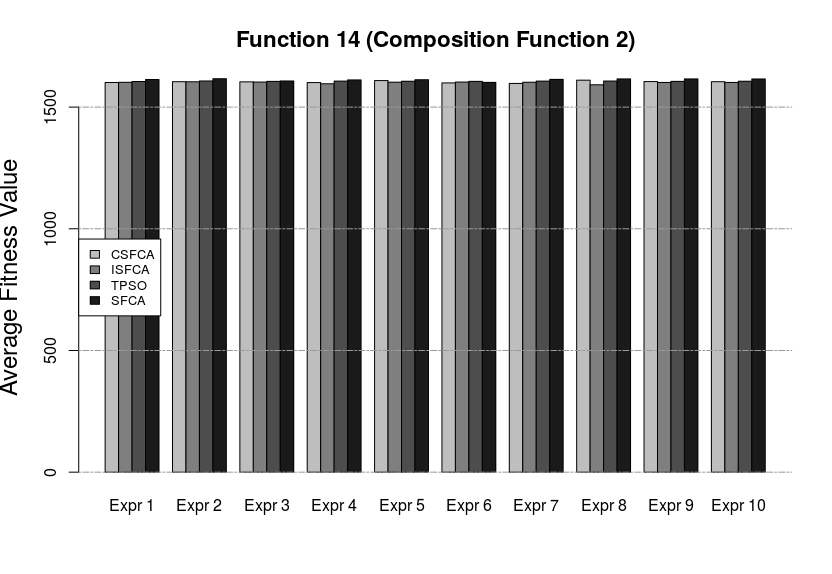 Function 14 (Composition Function 2)
Average Fitness Value
1500
1000
500
0
CSFCA
ISFCA
TPSO
SFCA
Expr 1 Expr 2 Expr 3 Expr 4 Expr 5 Expr 6 Expr 7 Expr 8 Expr 9 Expr 10